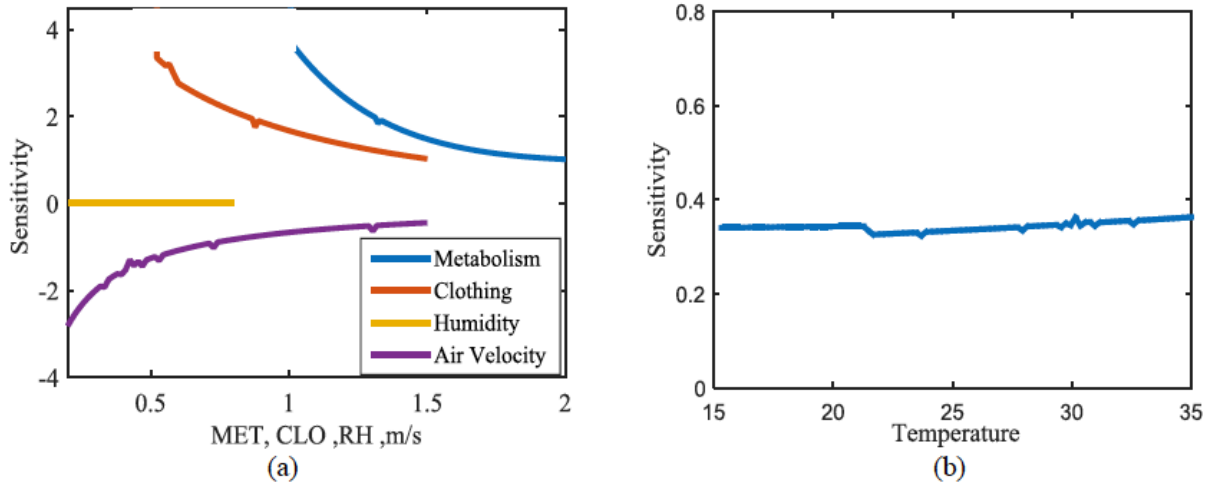 4
2
0
-2
-4
Sensitivity
0.5 1 1.5 2
MET, CLO ,RH ,m/s
Metabolism
Clothing
Humidity
Air Velocity
(a)
0.8
0.6
0.4
0.2
0
Sensitivity
15 20 25 30 35
Temperature
(b)